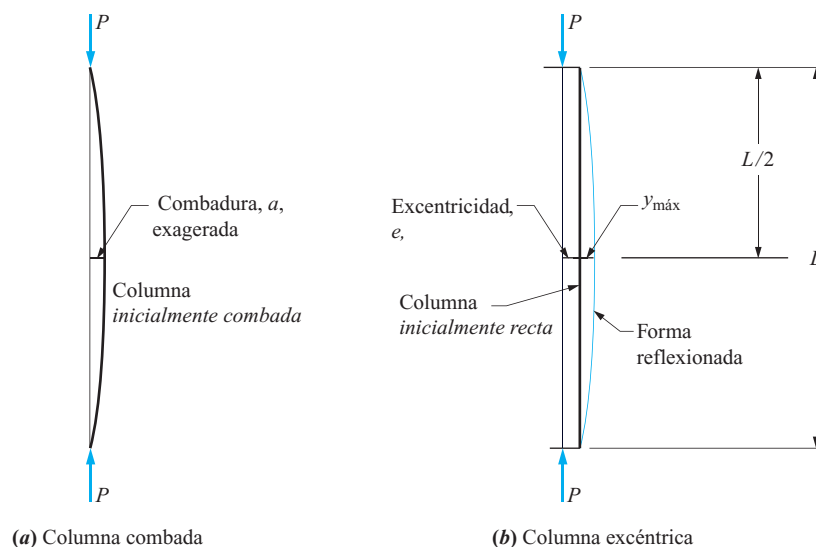 P
P
Combadura, a,
exagerada
Columna
inicialmente combada
P
P
Excentricidad,
e,
ymáx
L/2
Columna
inicialmente recta
Forma
reflexionada
(a) Columna combada
(b) Columna excéntrica